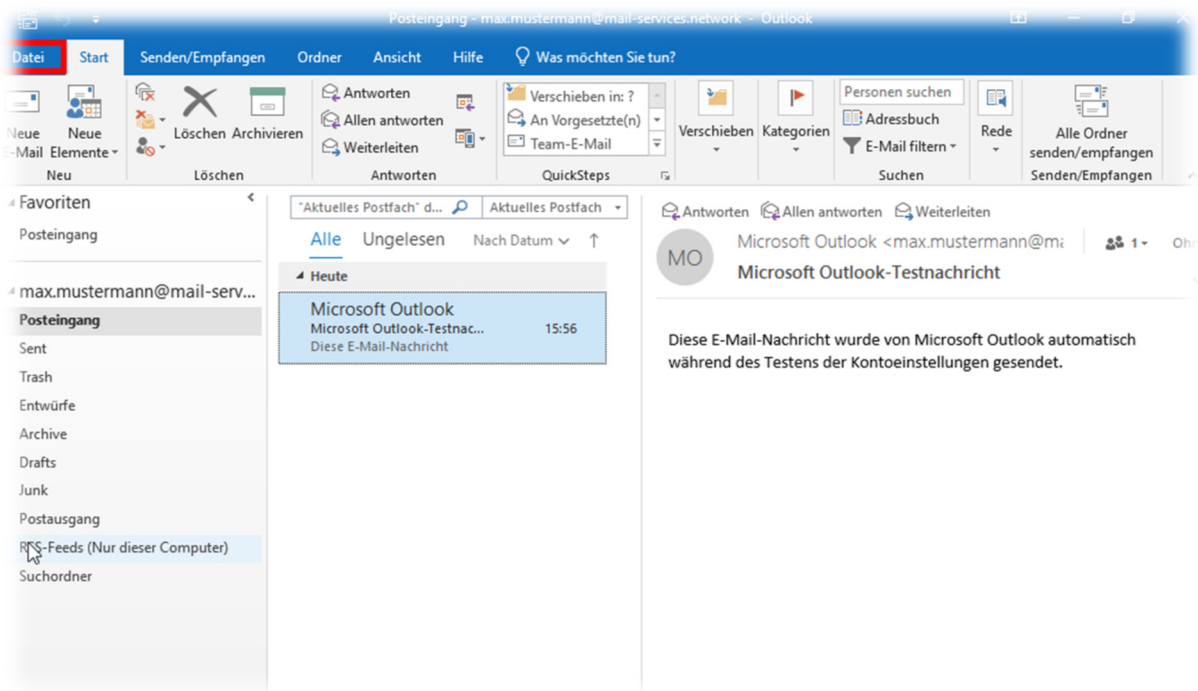 Posteingang - max.mustermann@mail-services.network - Outlook
Datei Start Senden/Empfangen Ordner Ansicht Hilfe Was möchten Sie tun?
Neue E-Mail
Neue Elemente
Neu
Löschen Archivieren
Löschen
Antworten
Allen antworten
Weiterleiten
Antworten
Verschieben in: ?
An Vorgesetzte(n)
Team-E-Mail
QuickSteps
Verschieben Kategorien
Personen suchen
Adressbuch
E-Mail filtern
Suchen
Rede
Alle Ordner
senden/empfangen
Senden/Empfangen
Favoriten
Posteingang
max.mustermann@mail-serv...
Posteingang
Sent
Trash
Entwürfe
Archive
Drafts
Junk
Postausgang
RSS-Feeds (Nur dieser Computer)
Suchordner
"Aktuelles Postfach" d... Aktuelles Postfach
Alle Ungelesen Nach Datum ↑
Heute
Microsoft Outlook
Microsoft Outlook-Testnac... 15:56
Diese E-Mail-Nachricht
Antworten Allen antworten Weiterleiten
MO
Microsoft Outlook <max.mustermann@ma 1
Microsoft Outlook-Testnachricht
Diese E-Mail-Nachricht wurde von Microsoft Outlook automatisch
während des Testens der Kontoeinstellungen gesendet.